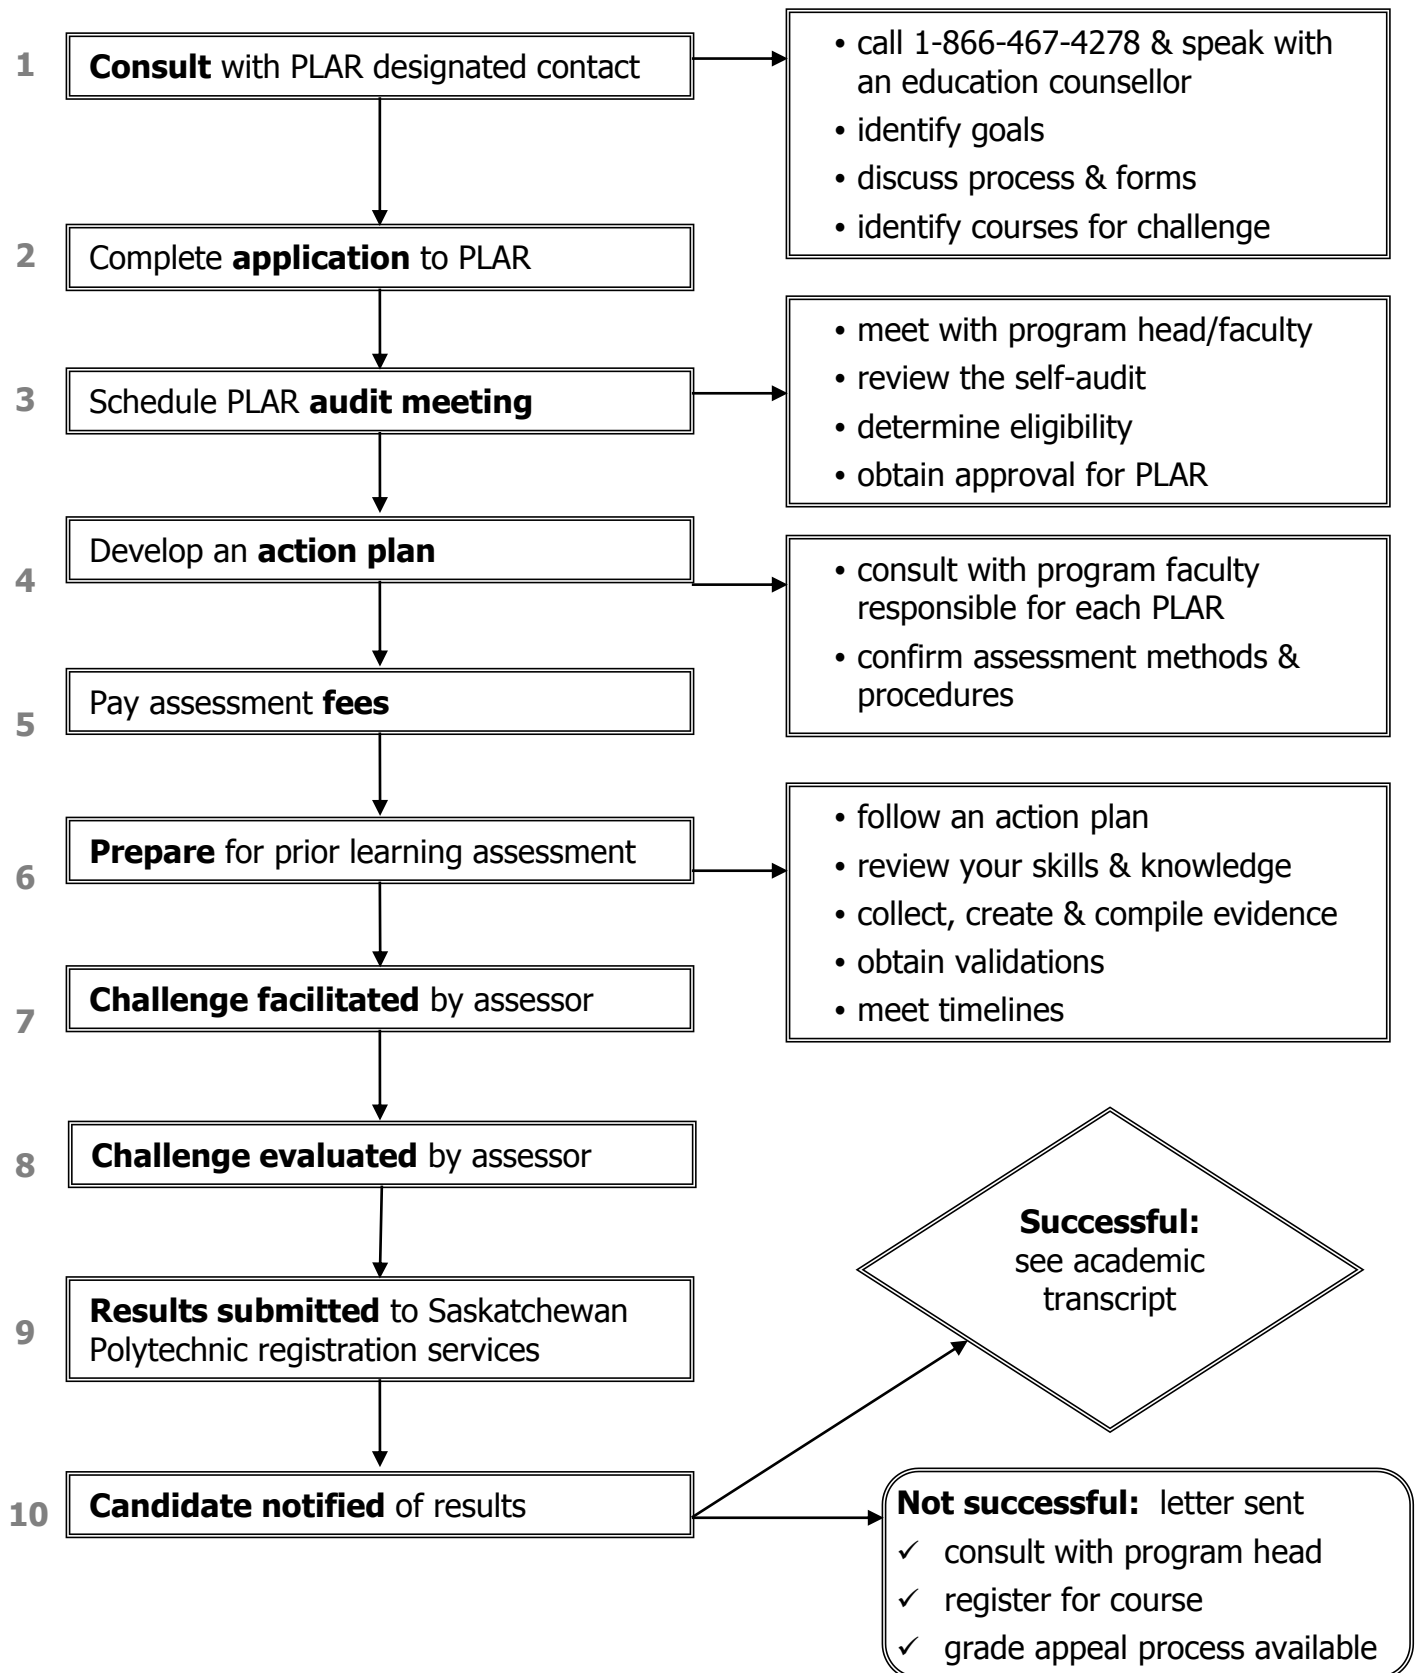 1
Consult with PLAR designated contact
• call 1-866-467-4278 & speak with
an education counsellor
• identify goals
• discuss process & forms
• identify courses for challenge
2
Complete application to PLAR
3
Schedule PLAR audit meeting
• meet with program head/faculty
• review the self-audit
• determine eligibility
• obtain approval for PLAR
4
Develop an action plan
• consult with program faculty
responsible for each PLAR
• confirm assessment methods &
procedures
5
Pay assessment fees
6
Prepare for prior learning assessment
• follow an action plan
• review your skills & knowledge
• collect, create & compile evidence
• obtain validations
• meet timelines
7
Challenge facilitated by assessor
8
Challenge evaluated by assessor
9
Results submitted to Saskatchewan
Polytechnic registration services
10
Candidate notified of results
Successful:
see academic
transcript
Not successful: letter sent
✓ consult with program head
✓ register for course
✓ grade appeal process available